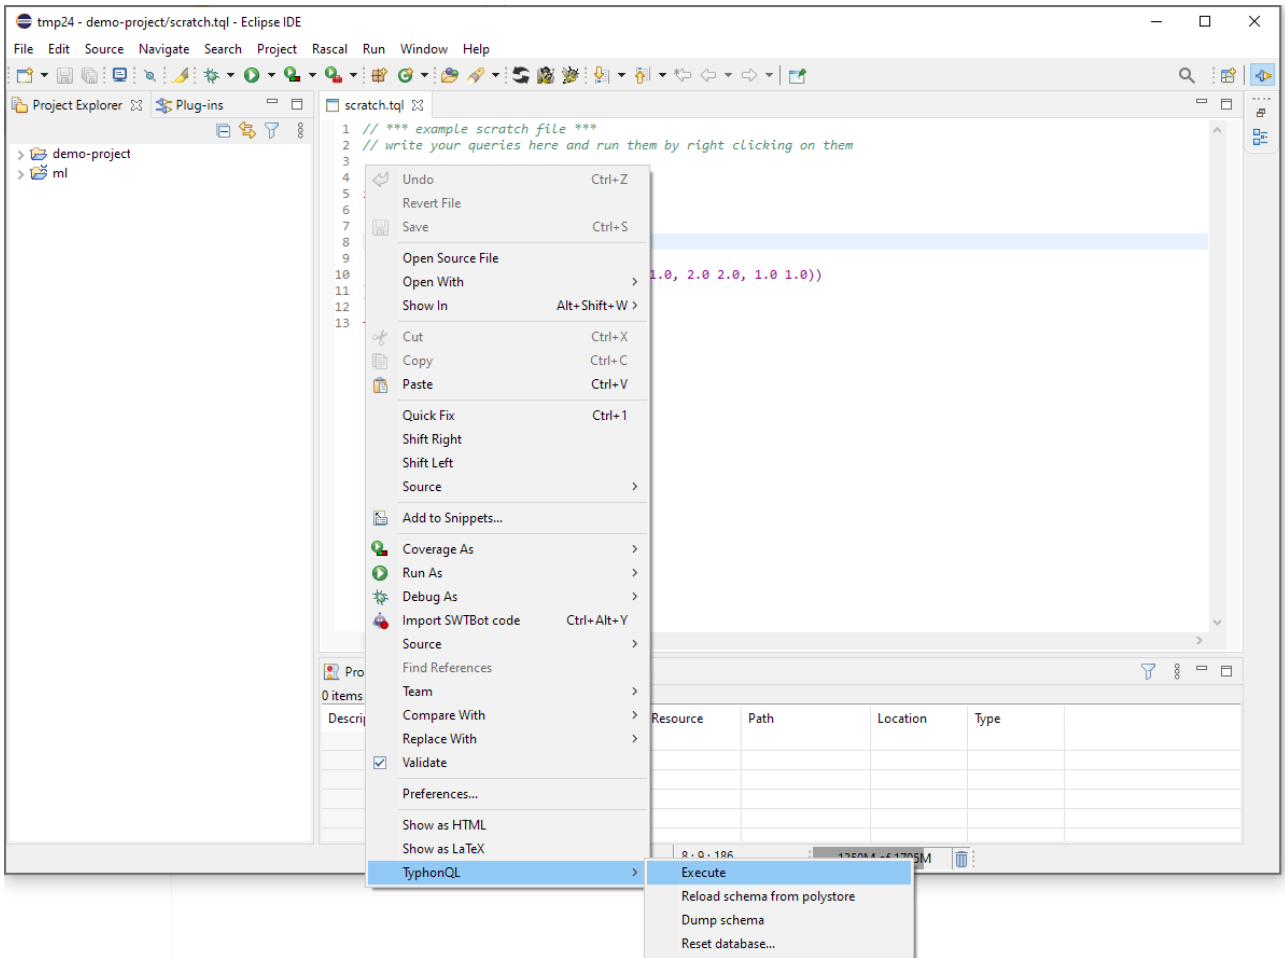 tmp24 - demo-project/scratch.tql - Eclipse IDE
File Edit Source Navigate Search Project Rascal Run Window Help
Project Explorer Plug-ins
demo-project
ml
scratch.tql
1 // *** example scratch file ***
2 // write your queries here and run them by right clicking on them
3
4
5
6
7
8
9
10 1.0, 2.0 2.0, 1.0 1.0))
11
12
13
Undo Ctrl+Z
Revert File
Save Ctrl+S
Open Source File
Open With
Show In Alt+Shift+W
Cut Ctrl+X
Copy Ctrl+C
Paste Ctrl+V
Quick Fix Ctrl+1
Shift Right
Shift Left
Source
Add to Snippets...
Coverage As
Run As
Debug As
Import SWTBot code Ctrl+Alt+Y
Source
Find References
Team
Compare With
Replace With
Validate
Preferences...
Show as HTML
Show as LaTeX
TyphonQL
Execute
Reload schema from polystore
Dump schema
Reset database...
Pro
0 items
Descri Resource Path Location Type
8 : 9 : 186
1250M of 1795M